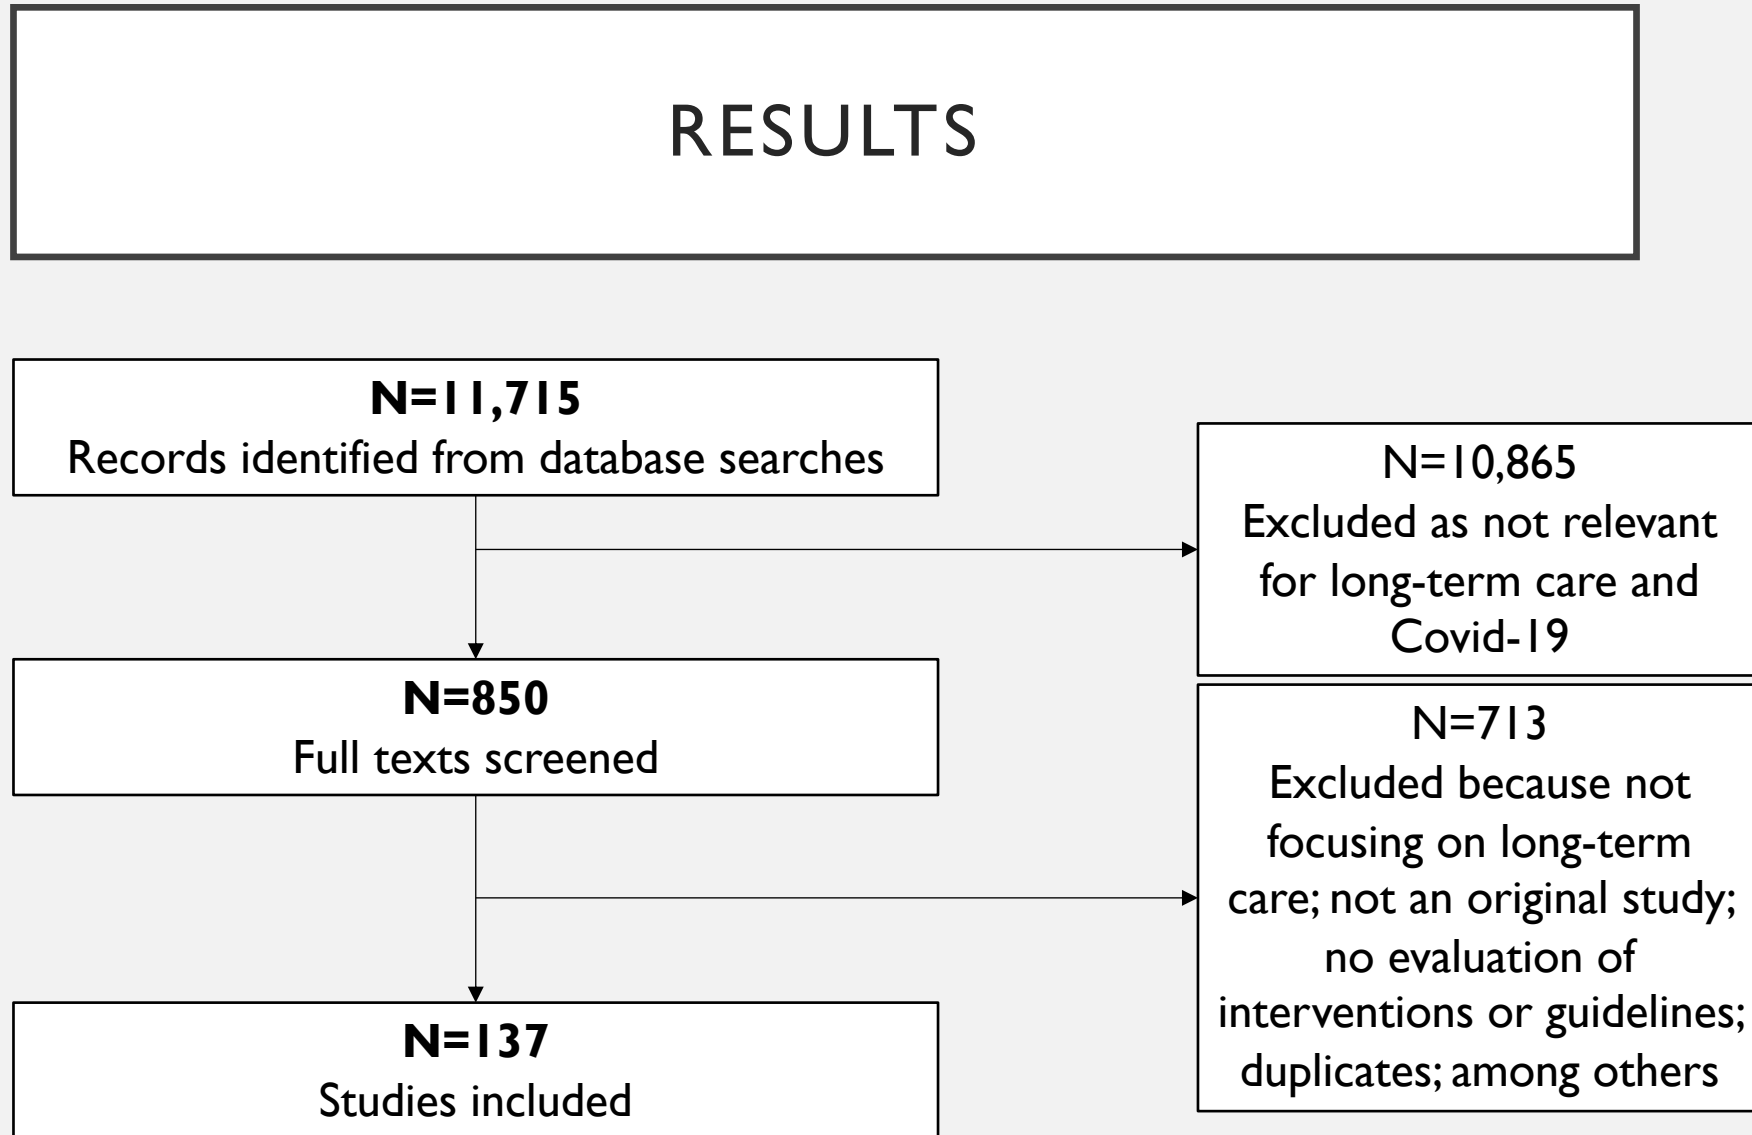 RESULTS
N=11,715
Records identified from database searches
N=10,865
Excluded as not relevant
for long-term care and
Covid-19
N=850
Full texts screened
N=713
Excluded because not
focusing on long-term
care; not an original study;
no evaluation of
interventions or guidelines;
duplicates; among others
N=137
Studies included